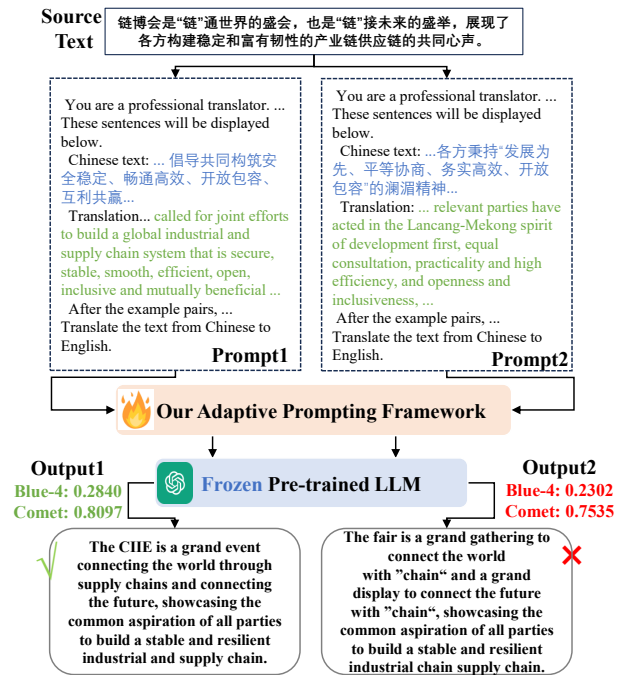 Source
Text
链博会是“链”通世界的盛会，也是“链”接未来的盛举，展现了
各方构建稳定和富有韧性的产业链供应链的共同心声。
You are a professional translator. ...
These sentences will be displayed
below.
Chinese text: ... 倡导共同构筑安
全稳定、畅通高效、开放包容、
互利共赢...
Translation... called for joint efforts
to build a global industrial and
supply chain system that is secure,
stable, smooth, efficient, open,
inclusive and mutually beneficial ...
After the example pairs, ...
Translate the text from Chinese to
English.
Prompt1
You are a professional translator. ...
These sentences will be displayed
below.
Chinese text: ...各方秉持“发展为
先、平等协商、务实高效、开放
包容”的澜湄精神...
Translation: ... relevant parties have
acted in the Lancang-Mekong spirit
of development first, equal
consultation, practicality and high
efficiency, and openness and
inclusiveness, ...
After the example pairs, ...
Translate the text from Chinese to
English.
Prompt2
Our Adaptive Prompting Framework
Frozen Pre-trained LLM
Output1
Blue-4: 0.2840
Comet: 0.8097
The CIIE is a grand event
connecting the world through
supply chains and connecting
the future, showcasing the
common aspiration of all parties
to build a stable and resilient
industrial and supply chain.
Output2
Blue-4: 0.2302
Comet: 0.7535
The fair is a grand gathering to
connect the world
with ”chain“ and a grand
display to connect the future
with ”chain“, showcasing the
common aspiration of all parties
to build a stable and resilient
industrial chain supply chain.